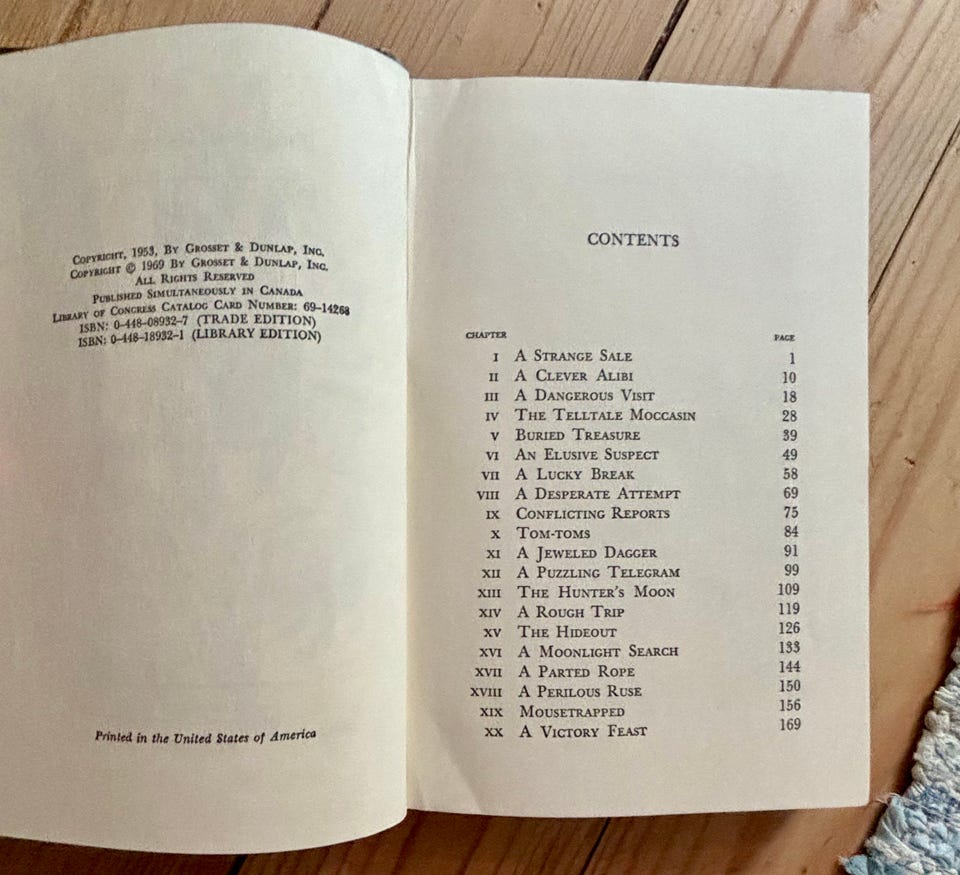 Copyright, 1953, By Grosset & Dunlap, Inc.
Copyright © 1969 By Grosset & Dunlap, Inc.
All Rights Reserved
Published Simultaneously in Canada
Library of Congress Catalog Card Number: 69-14268
ISBN: 0-448-08932-7 (TRADE EDITION)
ISBN: 0-448-18932-1 (LIBRARY EDITION)
Printed in the United States of America
CONTENTS
CHAPTER PAGE
I A Strange Sale 1
II A Clever Alibi 10
III A Dangerous Visit 18
IV The Telltale Moccasin 28
V Buried Treasure 39
VI An Elusive Suspect 49
VII A Lucky Break 58
VIII A Desperate Attempt 69
IX Conflicting Reports 75
X Tom-toms 84
XI A Jeweled Dagger 91
XII A Puzzling Telegram 99
XIII The Hunter's Moon 109
XIV A Rough Trip 119
XV The Hideout 126
XVI A Moonlight Search 133
XVII A Parted Rope 144
XVIII A Perilous Ruse 150
XIX Mousetrapped 156
XX A Victory Feast 169